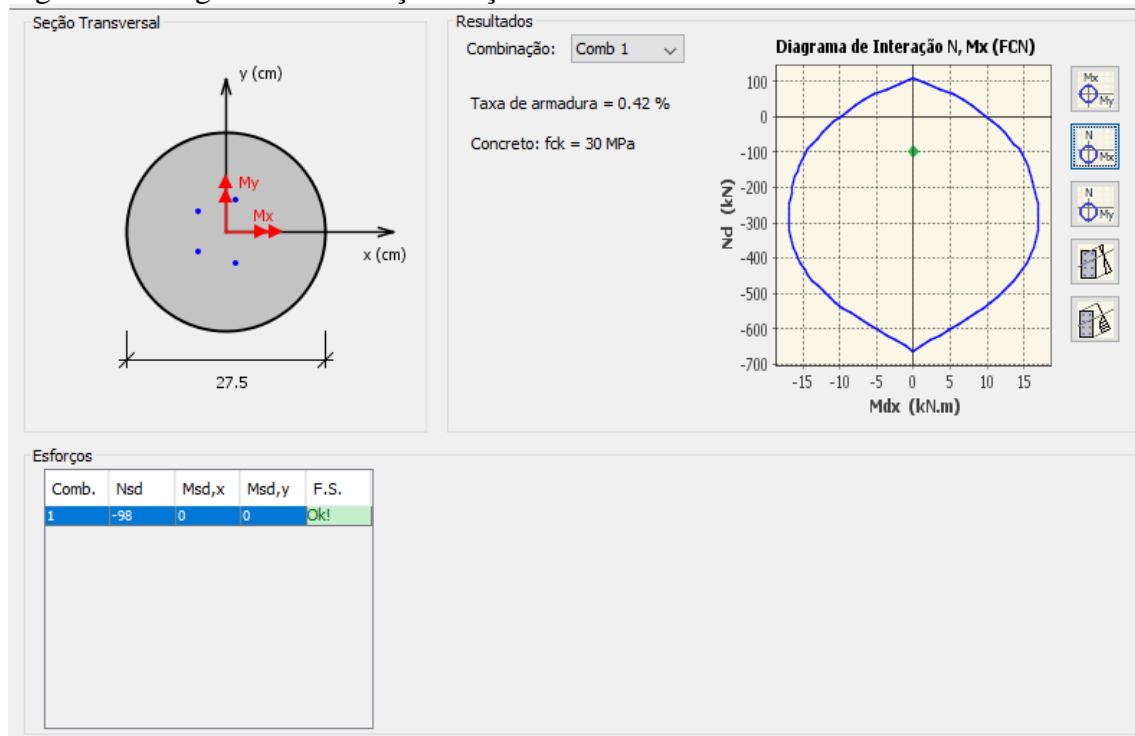 Seção Transversal
y (cm)
My
Mx
x (cm)
27.5
Resultados
Combinação: Comb 1
Taxa de armadura = 0.42 %
Concreto: fck = 30 MPa
Diagrama de Interação N, Mx (FCN)
100
0
-100
-200
-300
-400
-500
-600
-700
Nd (kN)
-15 -10 -5 0 5 10 15
Mdx (kN.m)
Mx
My
N
Mx
N
My
Esforços
Comb. Nsd Msd,x Msd,y F.S.
1 -98 0 0 Ok!